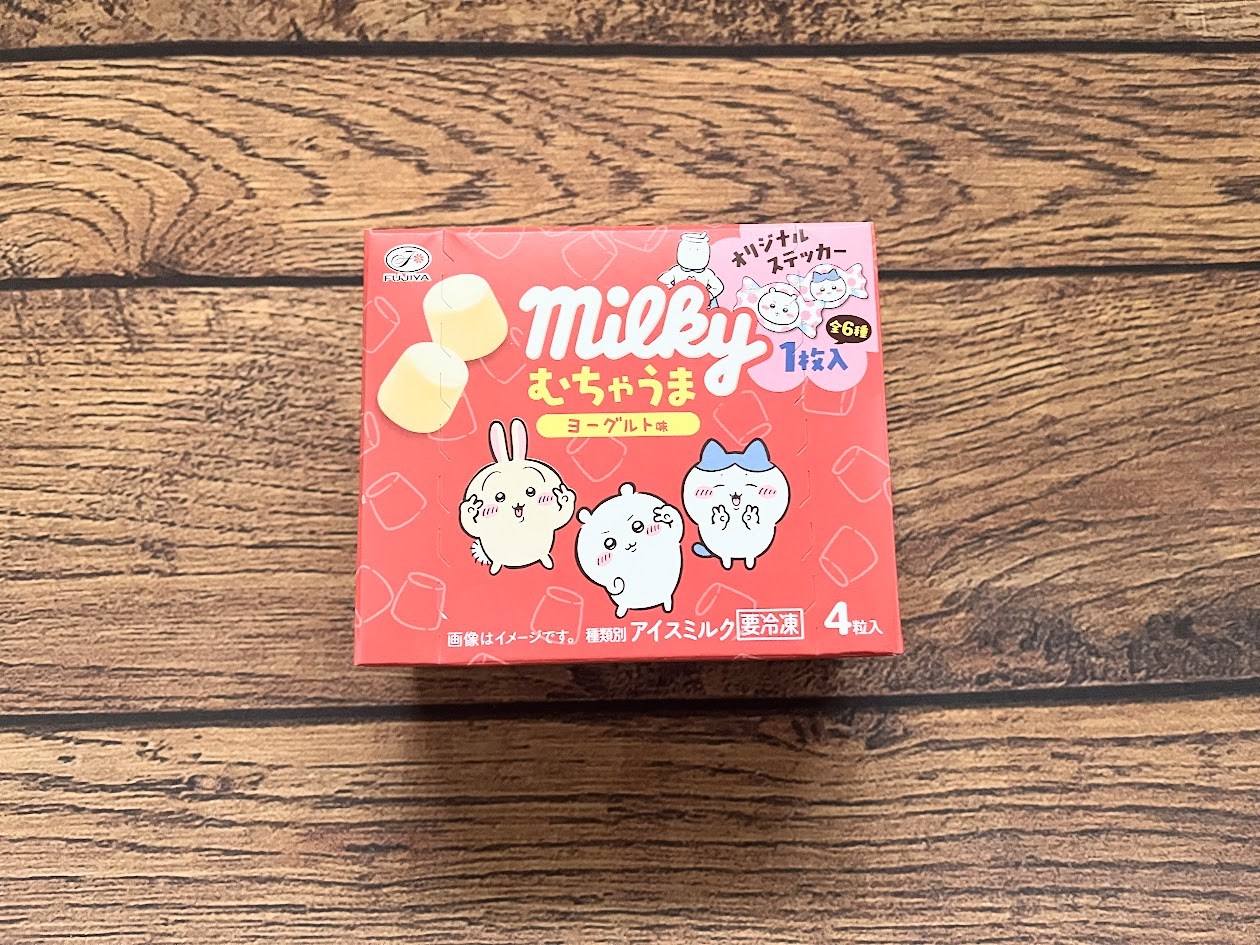 FUJIYA
オリジナル
ステッカー
全6種
1枚入
milky
むちゃうま
ヨーグルト味
画像はイメージです。 種類別 アイスミルク 要冷凍
4粒入